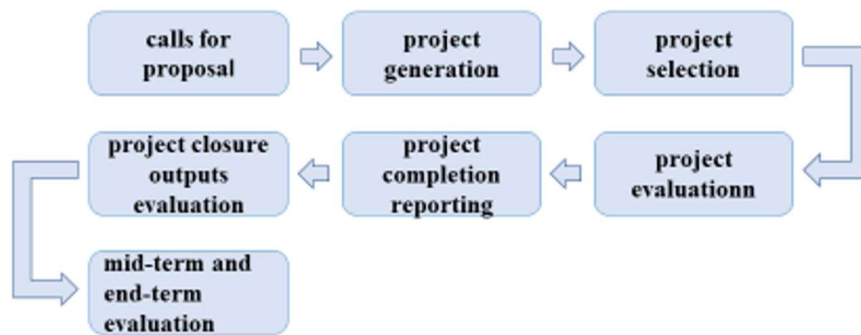 calls for
proposal
project
generation
project
selection
project
evaluationn
project
completion
reporting
project closure
outputs
evaluation
mid-term and
end-term
evaluation